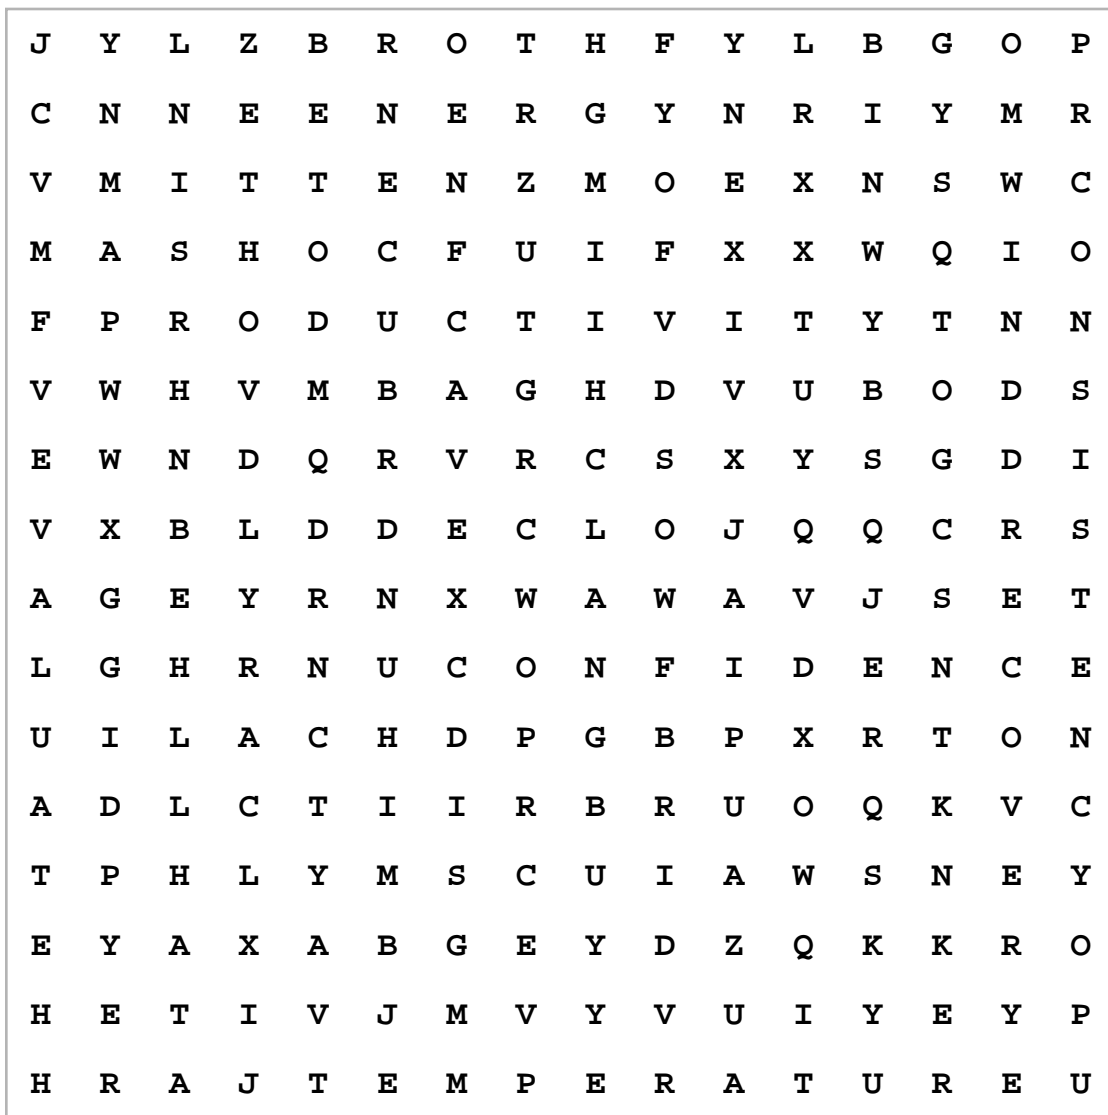 J Y L Z B R O T H F Y L B G O P
C N N E E N E R G Y N R I Y M R
V M I T T E N Z M O E X N S W C
M A S H O C F U I F X X W Q I O
F P R O D U C T I V I T Y T N N
V W H V M B A G H D V U B O D S
E W N D Q R V R C S X Y S G D I
V X B L D D E C L O J Q Q C R S
A G E Y R N X W A W A V J S E T
L G H R N U C O N F I D E N C E
U I L A C H D P G B P X R T O N
A D L C T I I R B R U O Q K V C
T P H L Y M S C U I A W S N E Y
E Y A X A B G E Y D Z Q K K R O
H E T I V J M V Y V U I Y E Y P
H R A J T E M P E R A T U R E U